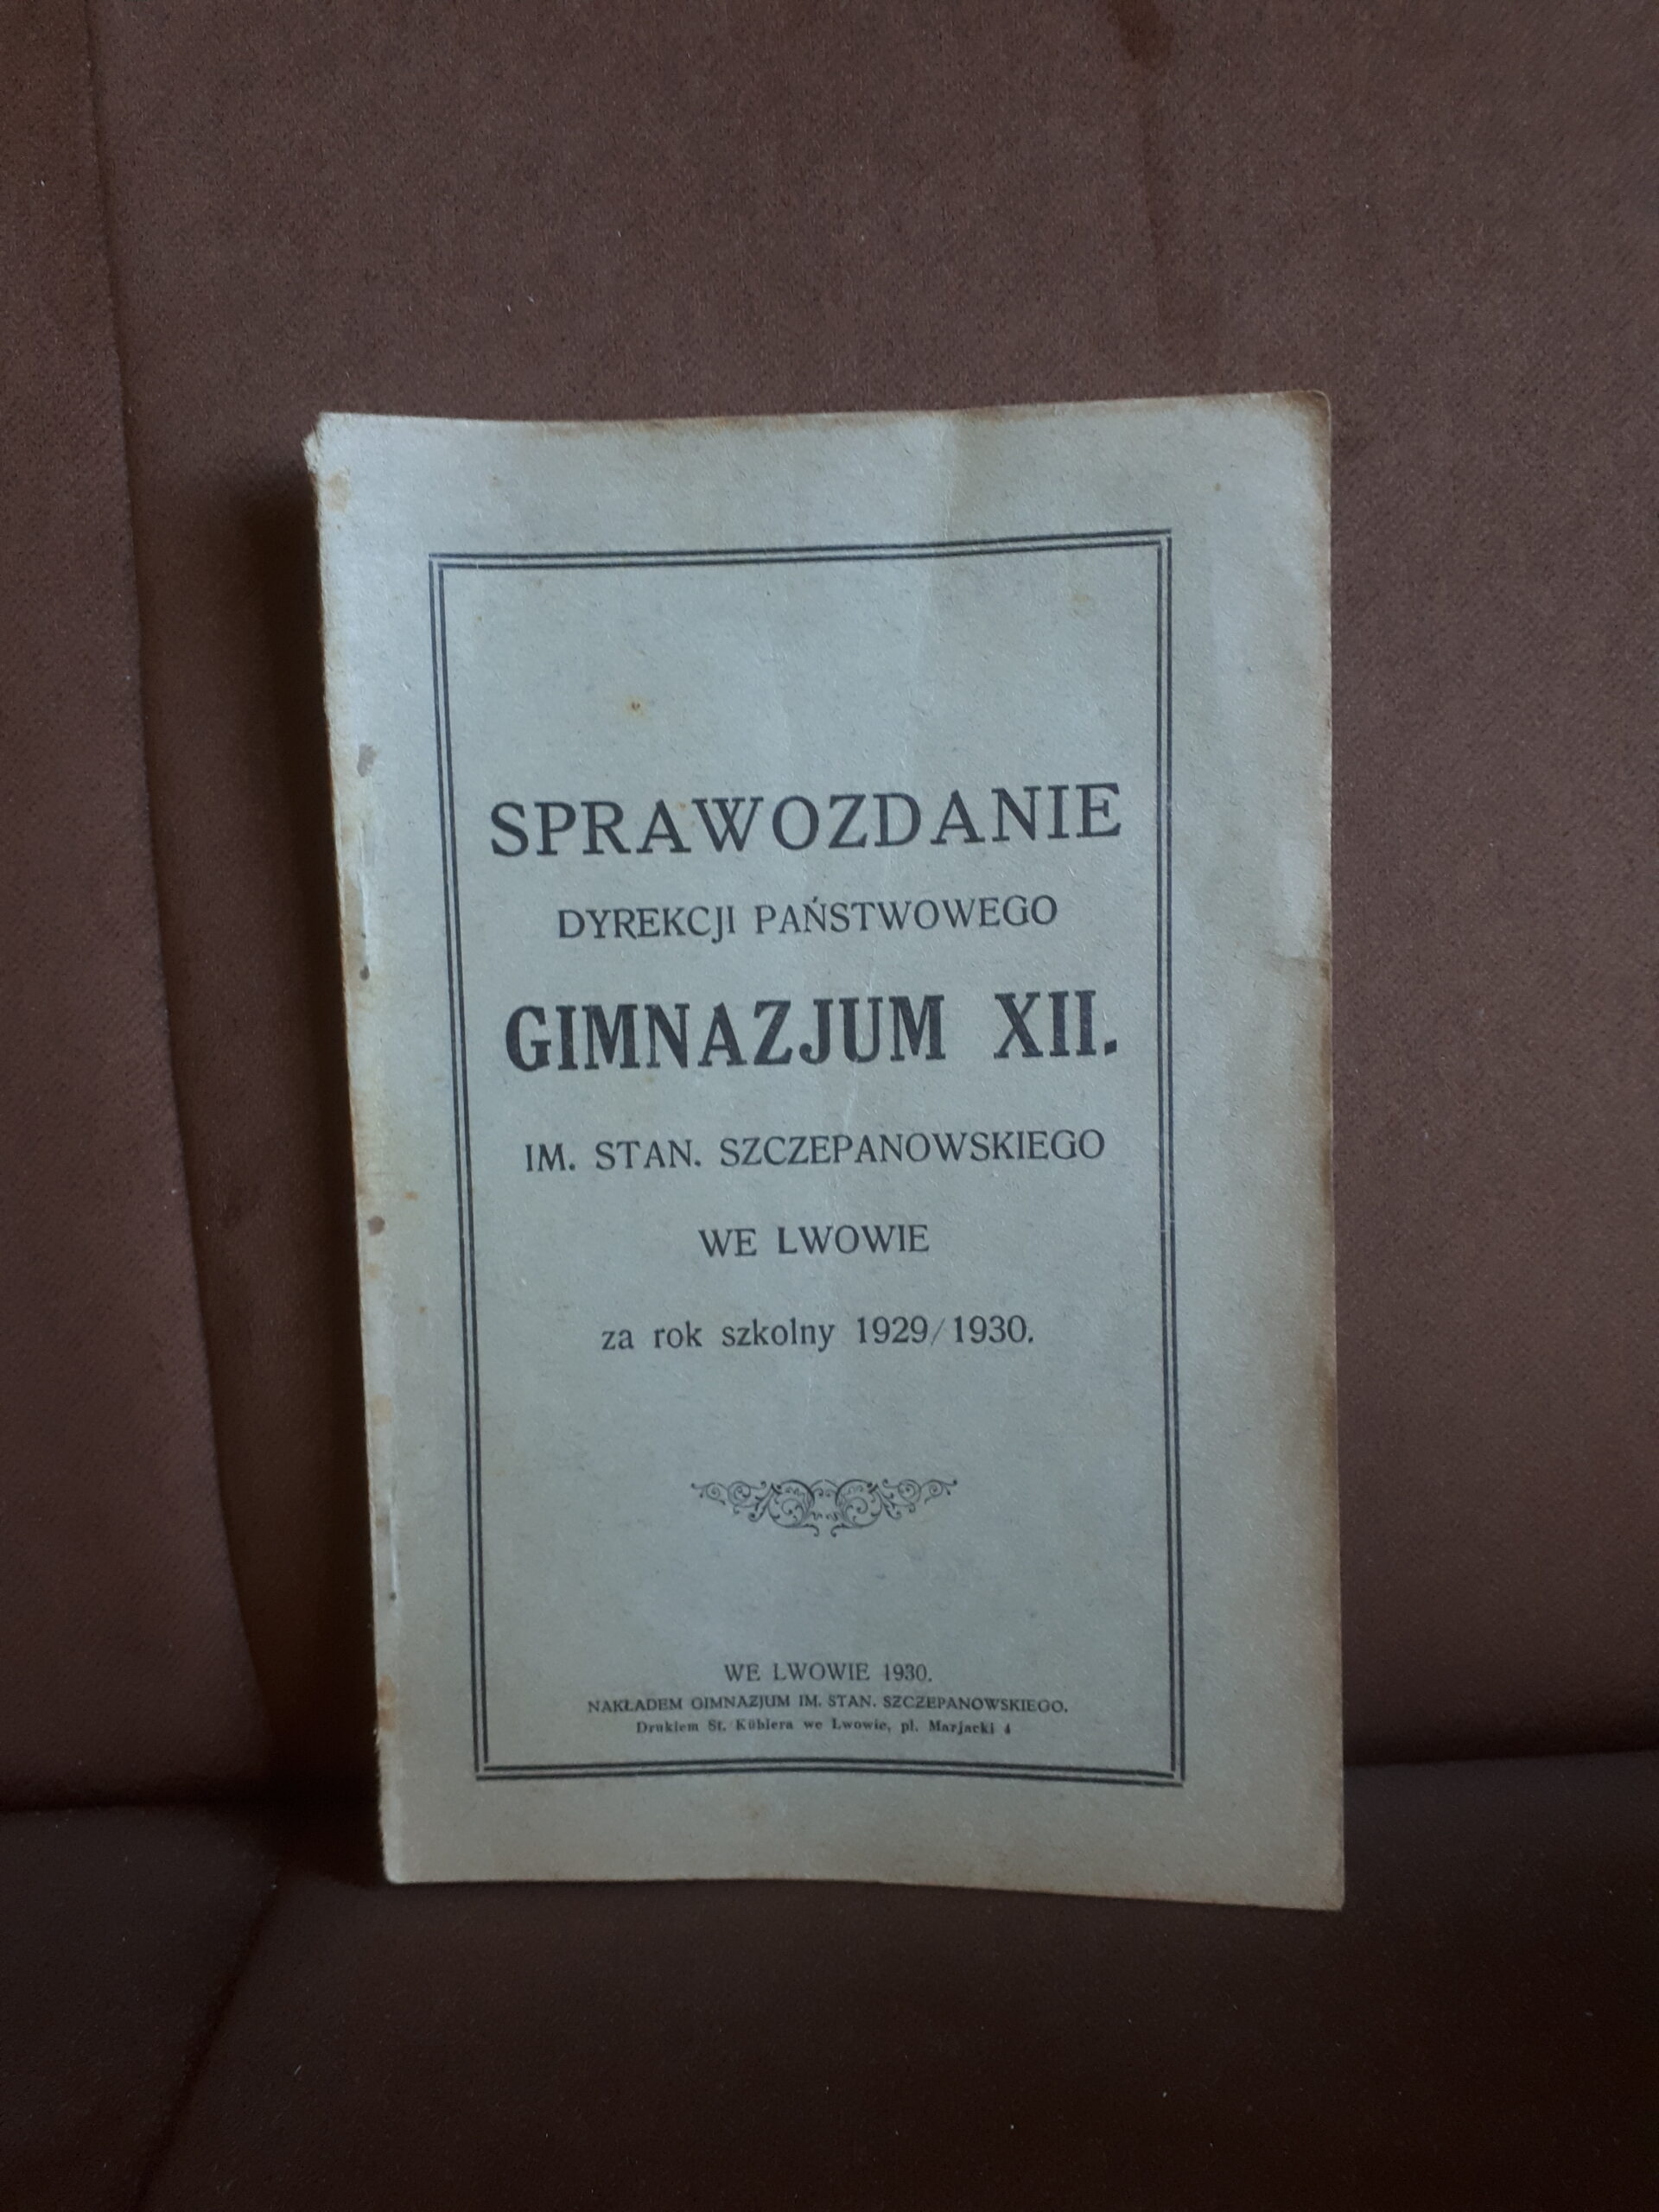 SPRAWOZDANIE
DYREKCJI PAŃSTWOWEGO
GIMNAZJUM XII.
IM. STAN. SZCZEPANOWSKIEGO
WE LWOWIE
za rok szkolny 1929/1930.
WE LWOWIE 1930.
NAKŁADEM GIMNAZJUM IM. STAN. SZCZEPANOWSKIEGO.
Drukiem St. Küblera we Lwowie, pl. Marjacki 4